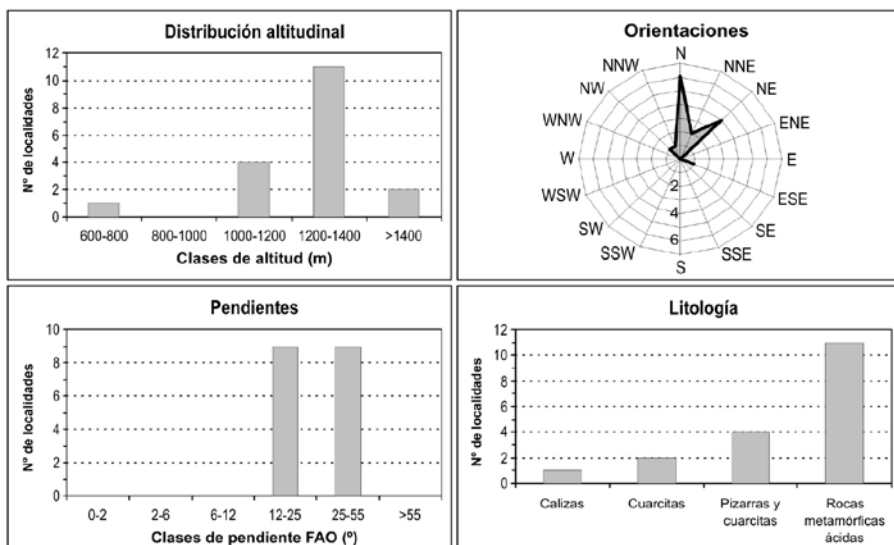 Distribución altitudinal
12
10
8
6
4
2
0
Nº de localidades
600-800 800-1000 1000-1200 1200-1400 >1400
Clases de altitud (m)
Orientaciones
N
NNE
NE
ENE
E
ESE
SE
SSE
S
SSW
SW
WSW
W
WNW
NW
NNW
2
4
6
Pendientes
10
8
6
4
2
0
Nº de localidades
0-2 2-6 6-12 12-25 25-55 >55
Clases de pendiente FAO (º)
Litología
12
10
8
6
4
2
0
Nº de localidades
Calizas Cuarcitas Pizarras y Rocas
cuarcitas metamórficas
ácidas